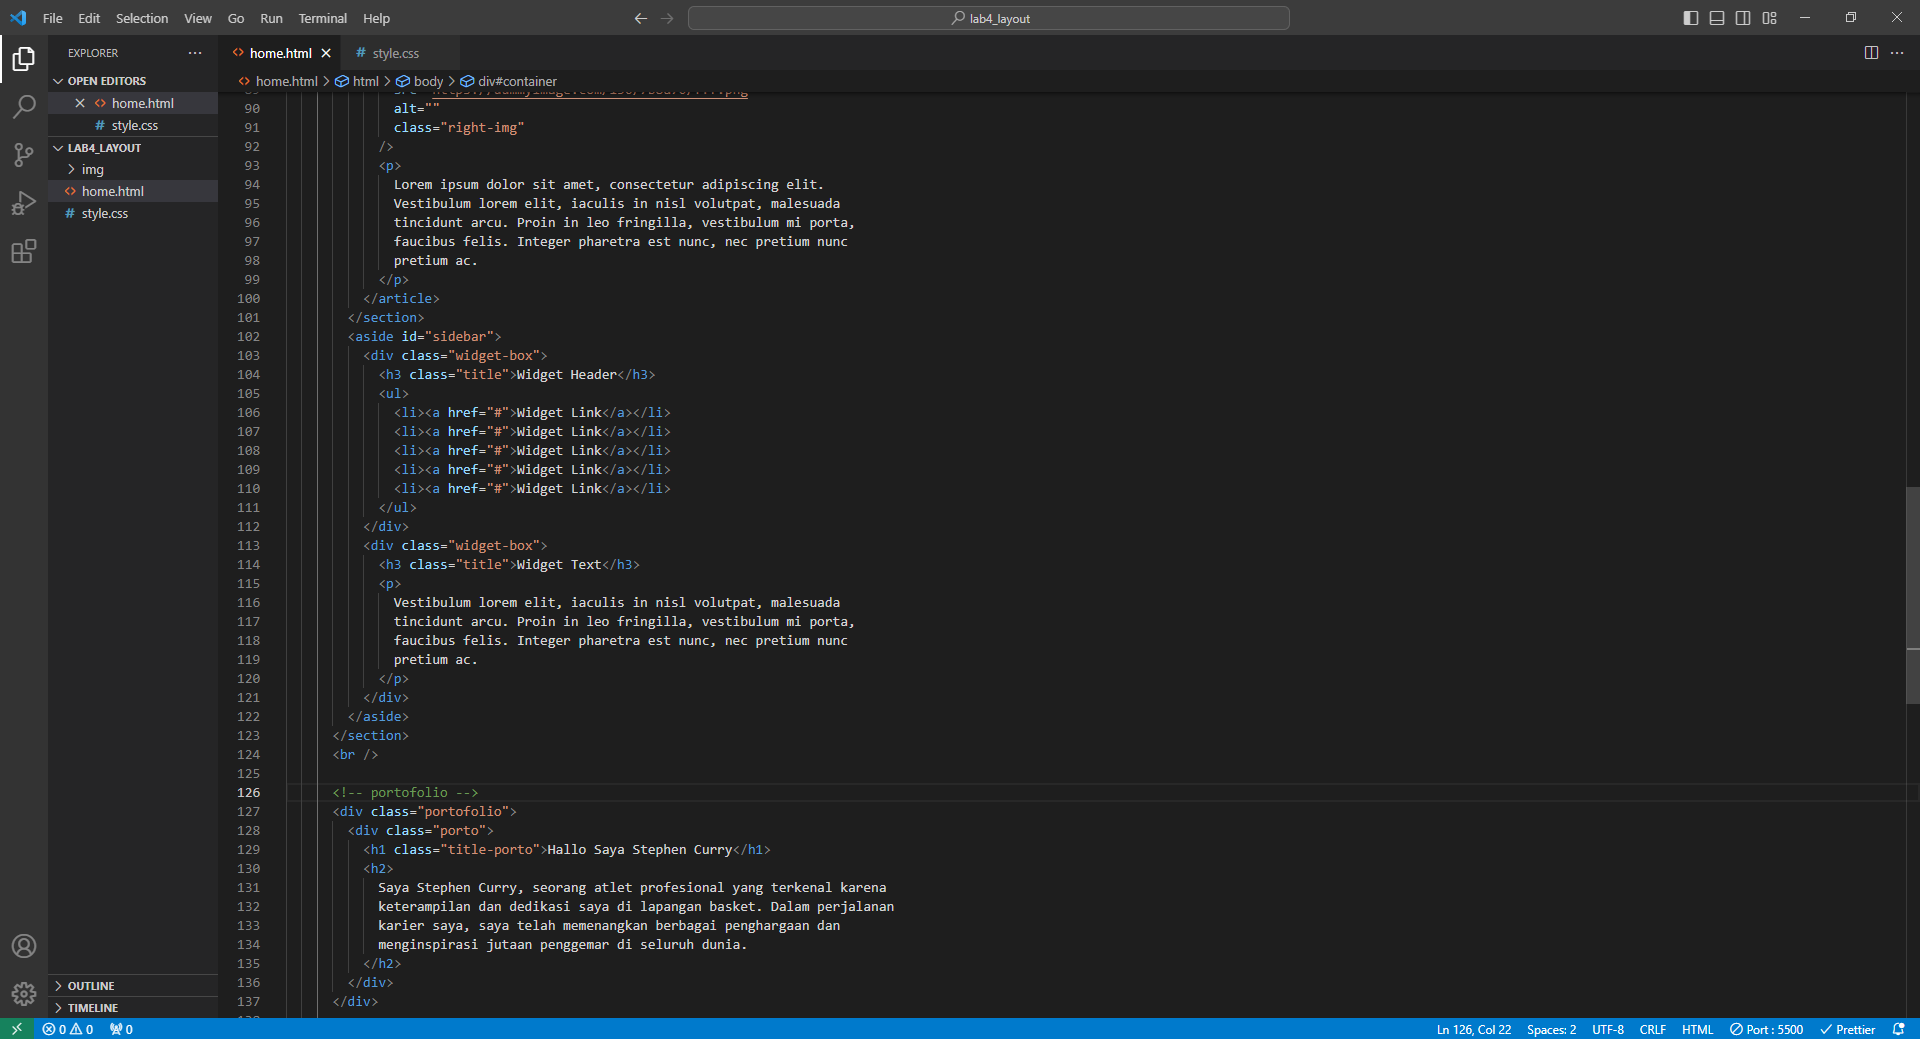 File Edit Selection View Go Run Terminal Help
lab4_layout
EXPLORER
OPEN EDITORS
home.html
style.css
LAB4_LAYOUT
img
home.html
style.css
OUTLINE
TIMELINE
home.html
style.css
home.html > html > body > div#container
90 alt=""
91 class="right-img"
92 />
93 <p>
94 Lorem ipsum dolor sit amet, consectetur adipiscing elit.
95 Vestibulum lorem elit, iaculis in nisl volutpat, malesuada
96 tincidunt arcu. Proin in leo fringilla, vestibulum mi porta,
97 faucibus felis. Integer pharetra est nunc, nec pretium nunc
98 pretium ac.
99 </p>
100 </article>
101 </section>
102 <aside id="sidebar">
103 <div class="widget-box">
104 <h3 class="title">Widget Header</h3>
105 <ul>
106 <li><a href="#">Widget Link</a></li>
107 <li><a href="#">Widget Link</a></li>
108 <li><a href="#">Widget Link</a></li>
109 <li><a href="#">Widget Link</a></li>
110 <li><a href="#">Widget Link</a></li>
111 </ul>
112 </div>
113 <div class="widget-box">
114 <h3 class="title">Widget Text</h3>
115 <p>
116 Vestibulum lorem elit, iaculis in nisl volutpat, malesuada
117 tincidunt arcu. Proin in leo fringilla, vestibulum mi porta,
118 faucibus felis. Integer pharetra est nunc, nec pretium nunc
119 pretium ac.
120 </p>
121 </div>
122 </aside>
123 </section>
124 <br />
125
126 <!-- portofolio -->
127 <div class="portofolio">
128 <div class="porto">
129 <h1 class="title-porto">Hallo Saya Stephen Curry</h1>
130 <h2>
131 Saya Stephen Curry, seorang atlet profesional yang terkenal karena
132 keterampilan dan dedikasi saya di lapangan basket. Dalam perjalanan
133 karier saya, saya telah memenangkan berbagai penghargaan dan
134 menginspirasi jutaan penggemar di seluruh dunia.
135 </h2>
136 </div>
137 </div>
0 0 0
Ln 126, Col 22 Spaces: 2 UTF-8 CRLF HTML Port : 5500 Prettier